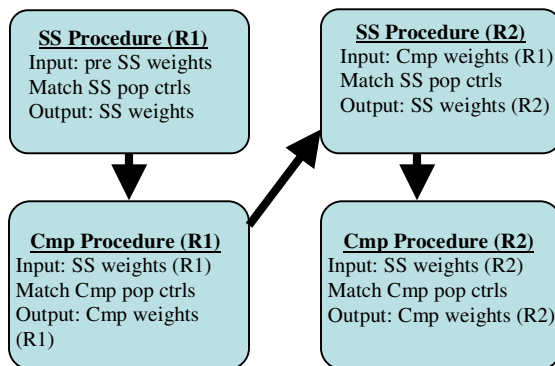 SS Procedure (R1)
Input: pre SS weights
Match SS pop ctrls
Output: SS weights
Cmp Procedure (R1)
Input: SS weights (R1)
Match Cmp pop ctrls
Output: Cmp weights
(R1)
SS Procedure (R2)
Input: Cmp weights (R1)
Match SS pop ctrls
Output: SS weights (R2)
Cmp Procedure (R2)
Input: SS weights (R2)
Match Cmp pop ctrls
Output: Cmp weights (R2)